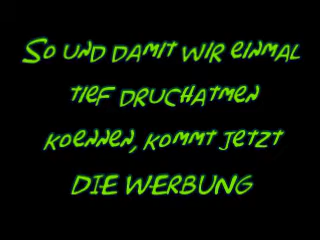 So und damit wir einmal
tief druchatmen
koennen, kommt jetzt
DIE WERBUNG